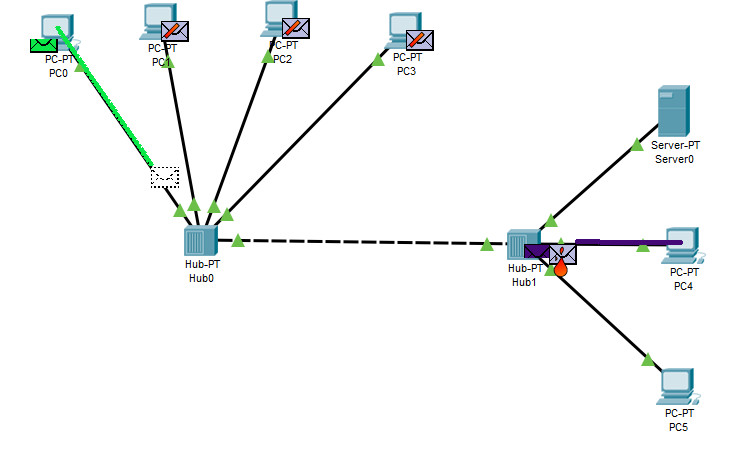 PC-PT
PC0
PC-PT
PC1
PC-PT
PC2
PC-PT
PC3
Server-PT
Server0
Hub-PT
Hub0
Hub-PT
Hub1
PC-PT
PC4
PC-PT
PC5